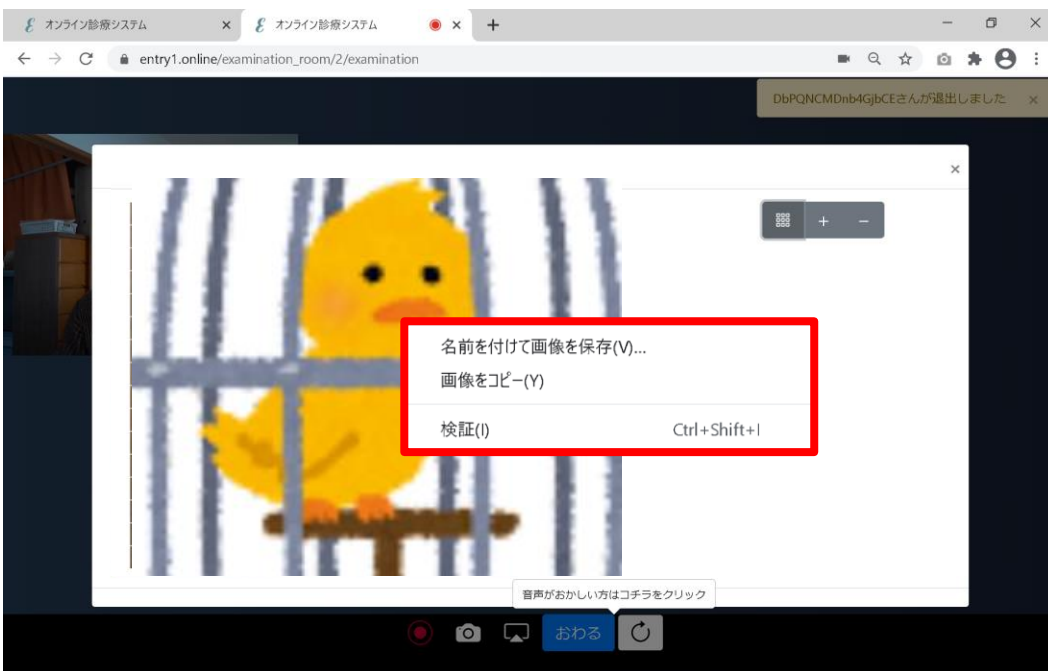 オンライン診療システム
オンライン診療システム
entry1.online/examination_room/2/examination
DbPQNCMDnb4GjbCEさんが退出しました
名前を付けて画像を保存(V)...
画像をコピー(Y)
検証(I) Ctrl+Shift+I
音声がおかしい方はコチラをクリック
おわる